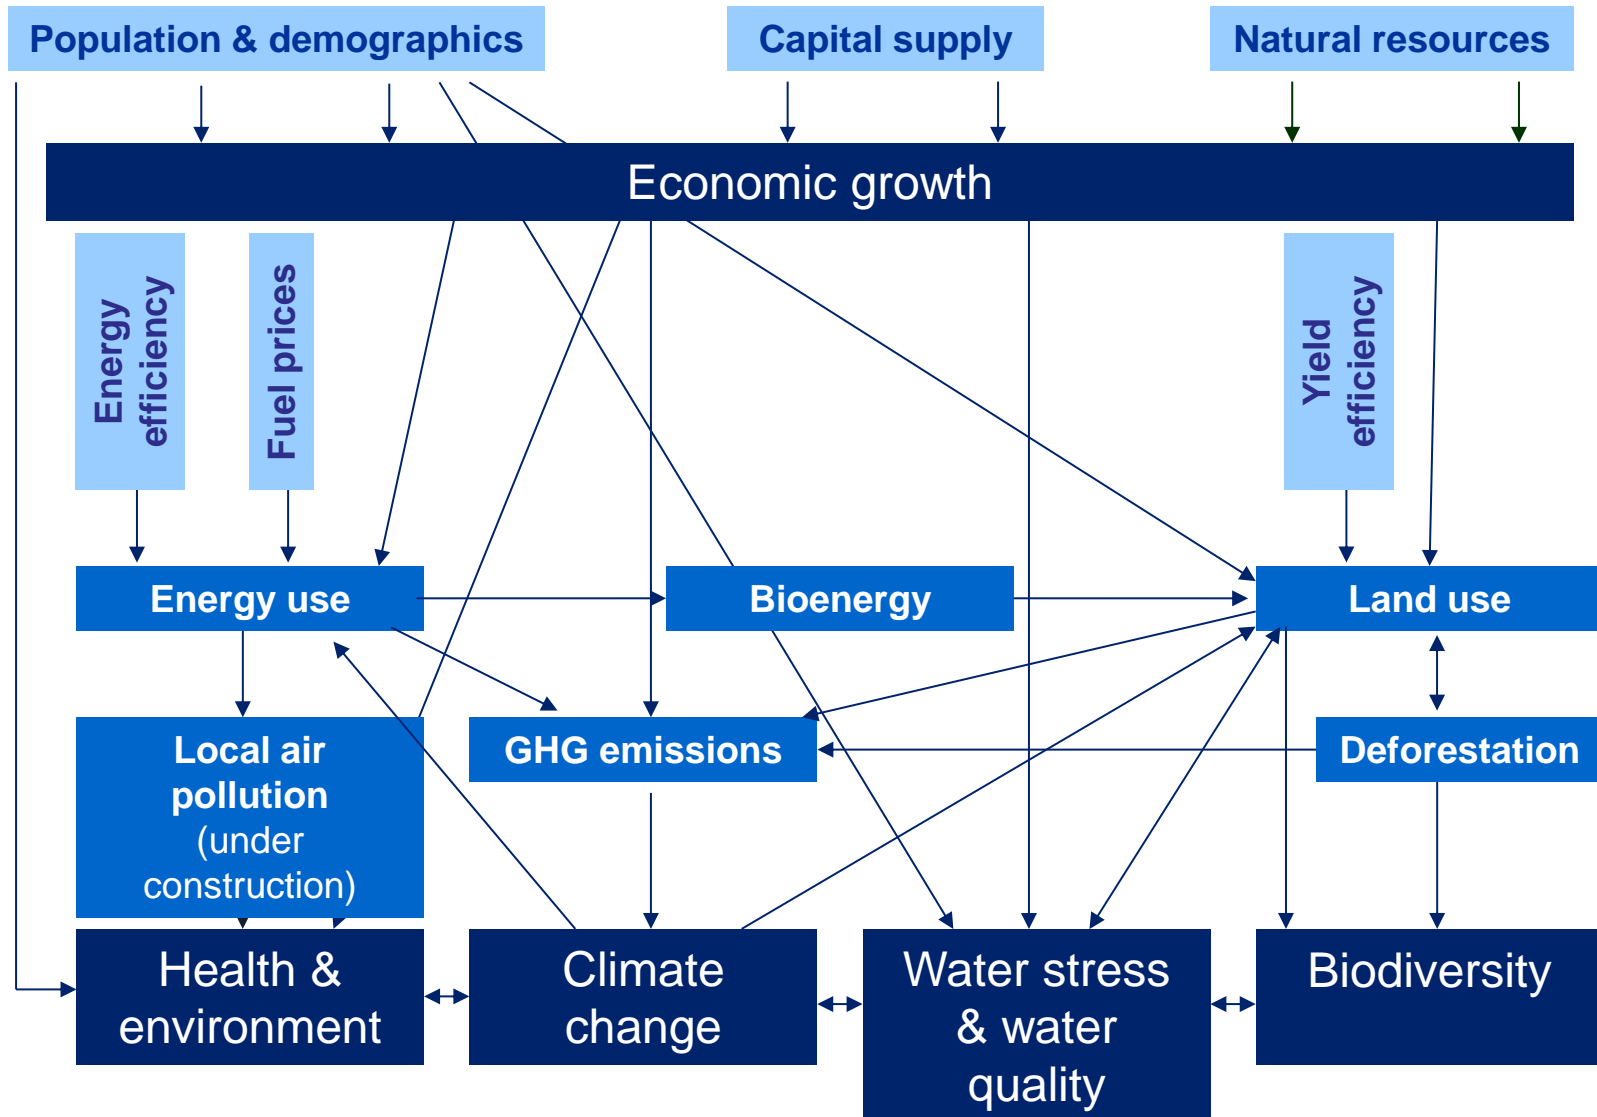 Population & demographics
Capital supply
Natural resources
Economic growth
Energy
efficiency
Fuel prices
Yield
efficiency
Energy use
Bioenergy
Land use
Local air
pollution
(under
construction)
GHG emissions
Deforestation
Health &
environment
Climate
change
Water stress
& water
quality
Biodiversity